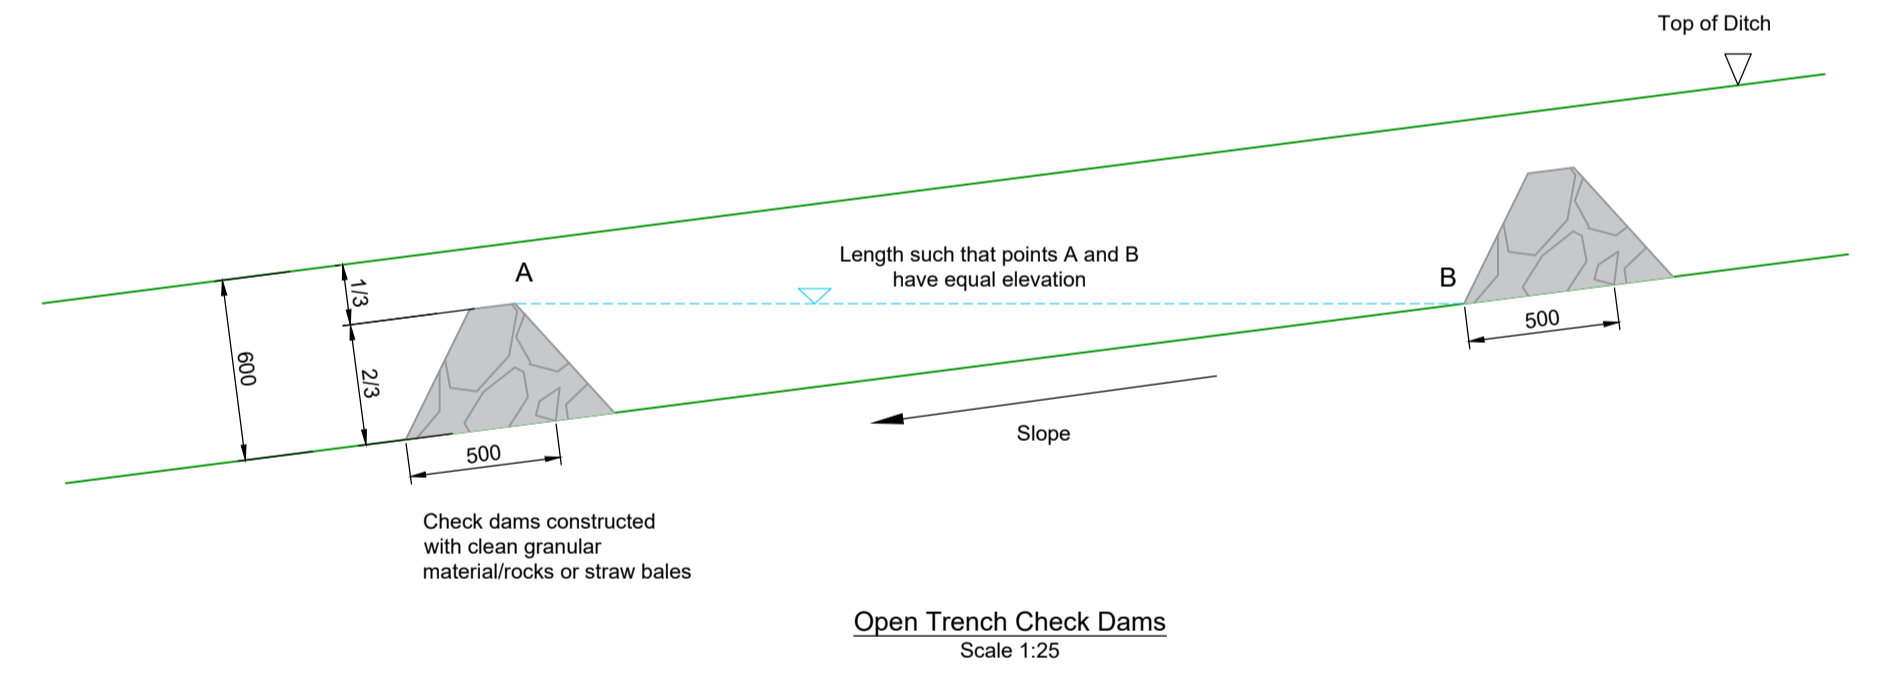 Top of Ditch
A
Length such that points A and B
have equal elevation
B
1/3
600
2/3
500
500
Slope
Check dams constructed
with clean granular
material/rocks or straw bales
Open Trench Check Dams
Scale 1:25